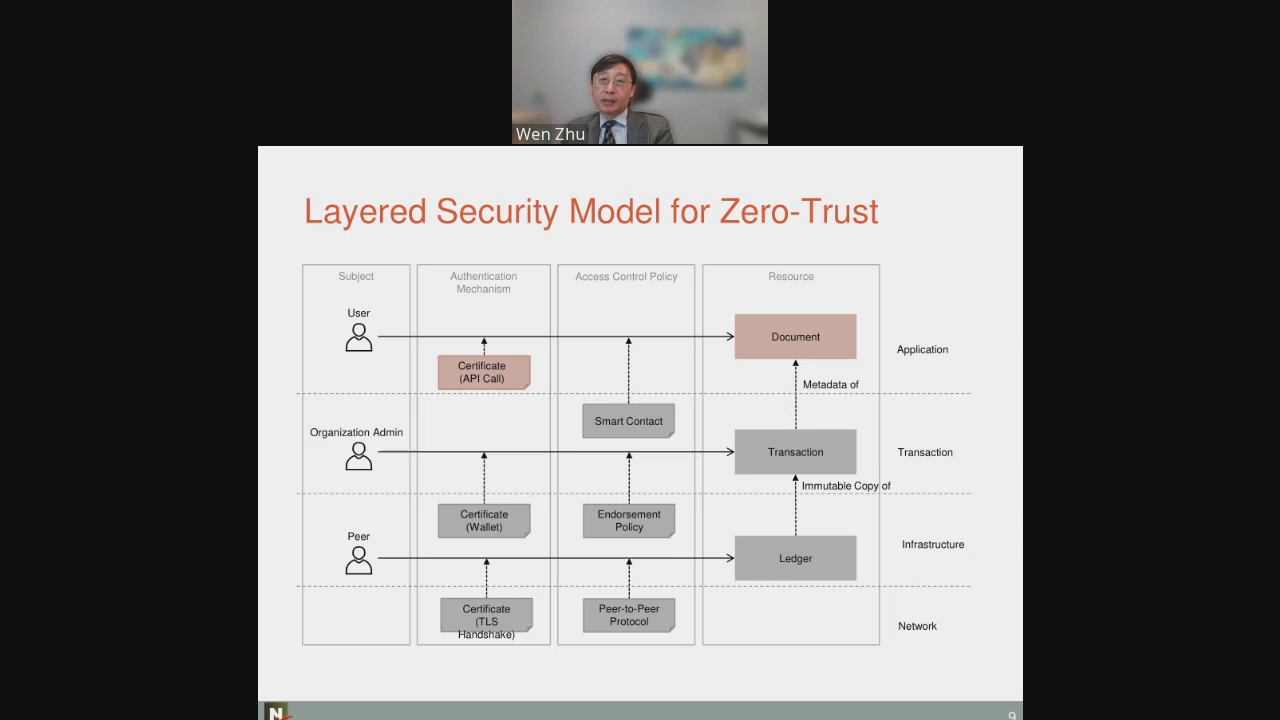 Wen Zhu
Layered Security Model for Zero-Trust
Subject
Authentication
Mechanism
Access Control Policy
Resource
User
Document
Application
Certificate
(API Call)
Metadata of
Smart Contact
Organization Admin
Transaction
Transaction
Immutable Copy of
Certificate
(Wallet)
Endorsement
Policy
Peer
Ledger
Infrastructure
Certificate
(TLS
Handshake)
Peer-to-Peer
Protocol
Network
N
9